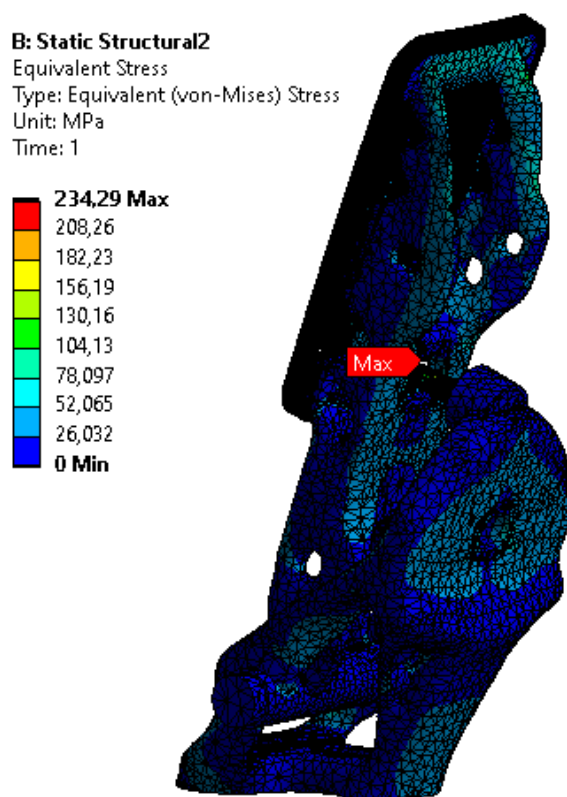 B: Static Structural2
Equivalent Stress
Type: Equivalent (von-Mises) Stress
Unit: MPa
Time: 1
234,29 Max
208,26
182,23
156,19
130,16
104,13
78,097
52,065
26,032
0 Min
Max